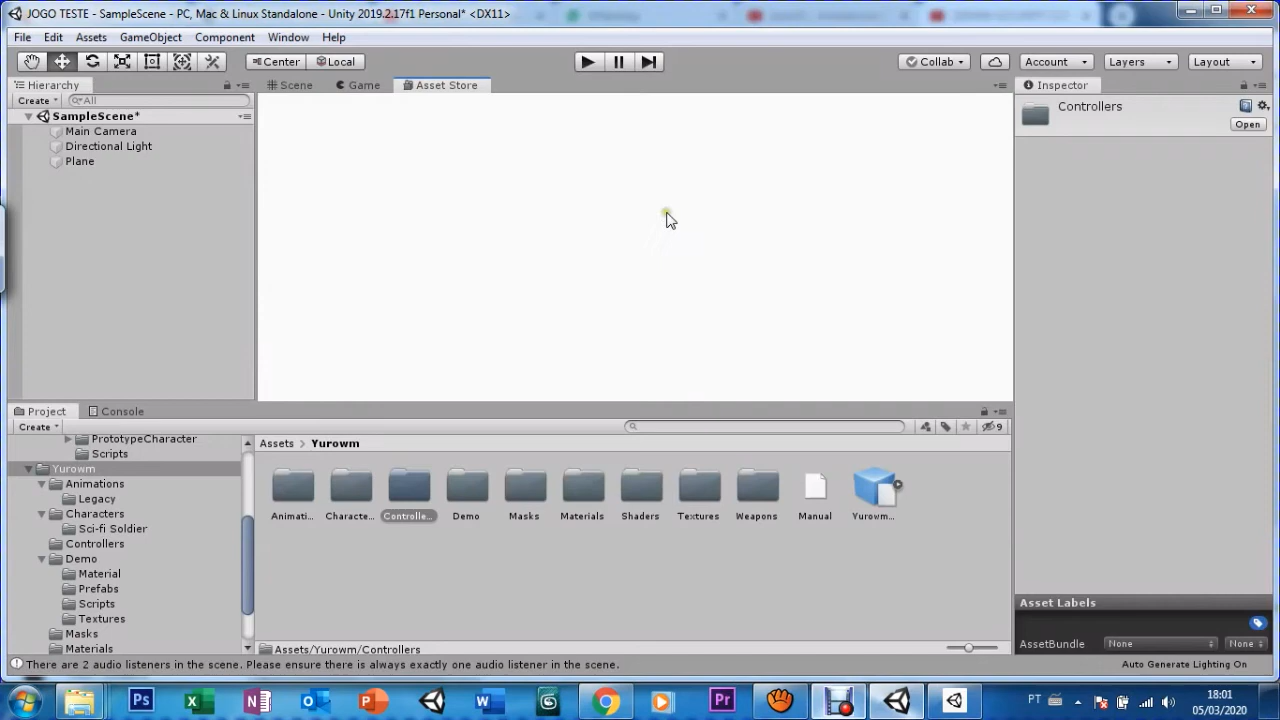 JOGO TESTE - SampleScene - PC, Mac & Linux Standalone - Unity 2019.2.17f1 Personal* <DX11>
File Edit Assets GameObject Component Window Help
Center Local Collab Account Layers Layout
Hierarchy Scene Game Asset Store Inspector
Create All
Controllers
Open
SampleScene*
Main Camera
Directional Light
Plane
Project Console
Create 9
PrototypeCharacter
Scripts
Yurowm
Animations
Legacy
Characters
Sci-fi Soldier
Controllers
Demo
Material
Prefabs
Scripts
Textures
Masks
Materials
Assets > Yurowm
Animati... Characte... Controlle... Demo Masks Materials Shaders Textures Weapons Manual Yurowm...
Assets/Yurowm/Controllers
Asset Labels
AssetBundle None None
There are 2 audio listeners in the scene. Please ensure there is always exactly one audio listener in the scene.
Auto Generate Lighting On
PT 18:01
05/03/2020